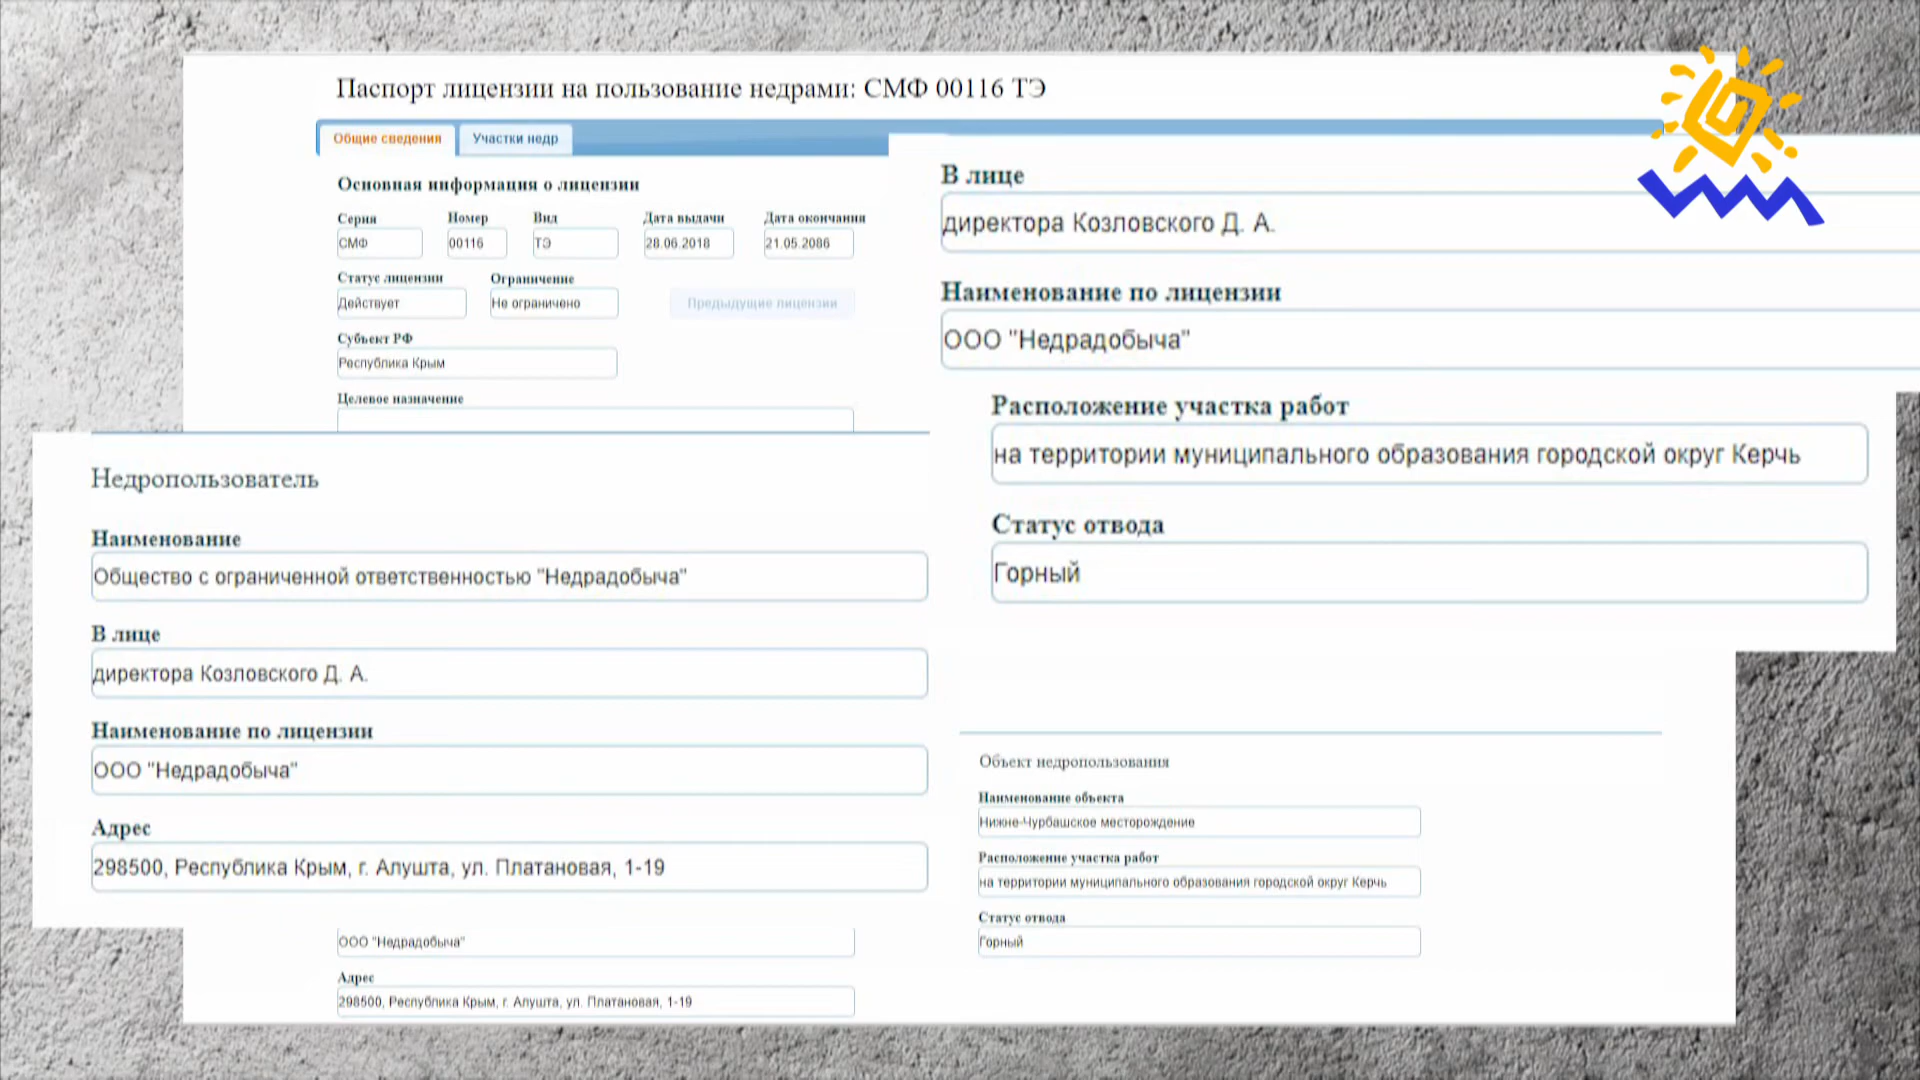 Паспорт лицензии на пользование недрами: СМФ 00116 ТЭ
Общие сведения
Участки недр
Основная информация о лицензии
Серия
Номер
Вид
Дата выдачи
Дата окончания
СМФ
00116
ТЭ
28.06.2018
21.05.2086
Статус лицензии
Ограничение
Действует
Не ограничено
Предыдущие лицензии
Субъект РФ
Республика Крым
Целевое назначение
В лице
директора Козловского Д. А.
Наименование по лицензии
ООО "Недрадобыча"
Расположение участка работ
на территории муниципального образования городской округ Керчь
Статус отвода
Горный
Недропользователь
Наименование
Общество с ограниченной ответственностью "Недрадобыча"
В лице
директора Козловского Д. А.
Наименование по лицензии
ООО "Недрадобыча"
Адрес
298500, Республика Крым, г. Алушта, ул. Платановая, 1-19
ООО "Недрадобыча"
Адрес
298500, Республика Крым, г. Алушта, ул. Платановая, 1-19
Объект недропользования
Наименование объекта
Нижне-Чурбашское месторождение
Расположение участка работ
на территории муниципального образования городской округ Керчь
Статус отвода
Горный